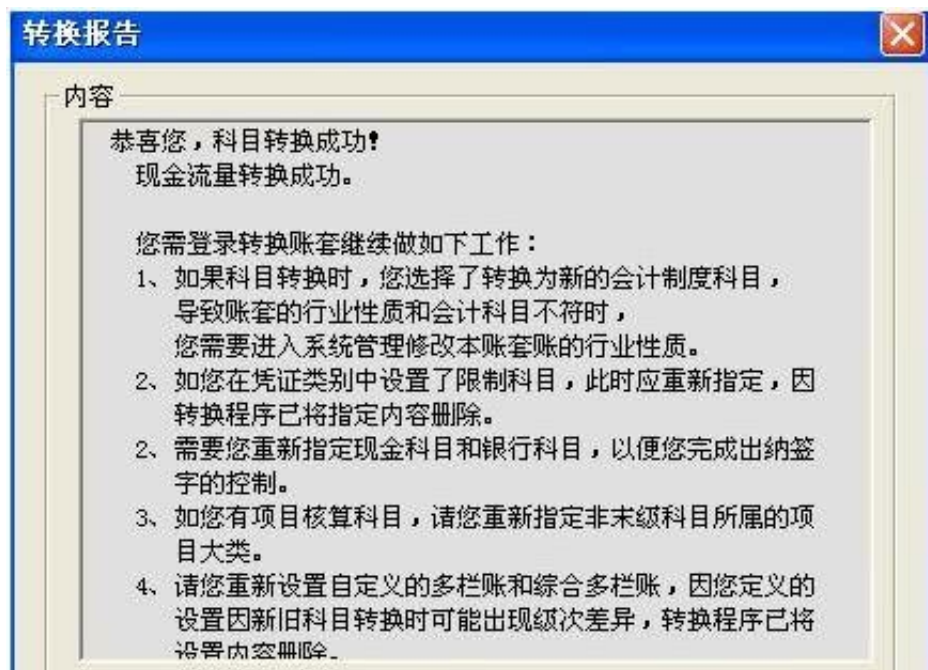 转换报告
内容
恭喜您，科目转换成功！
现金流量转换成功。
您需登录转换账套继续做如下工作：
1、如果科目转换时，您选择了转换为新的会计制度科目，
导致账套的行业性质和会计科目不符时，
您需要进入系统管理修改本账套账的行业性质。
2、如您在凭证类别中设置了限制科目，此时应重新指定，因
转换程序已将指定内容删除。
2、需要您重新指定现金科目和银行科目，以便您完成出纳签
字的控制。
3、如您有项目核算科目，请您重新指定非末级科目所属的项
目大类。
4、请您重新设置自定义的多栏账和综合多栏账，因您定义的
设置因新旧科目转换时可能出现级次差异，转换程序已将
设置内容删除。